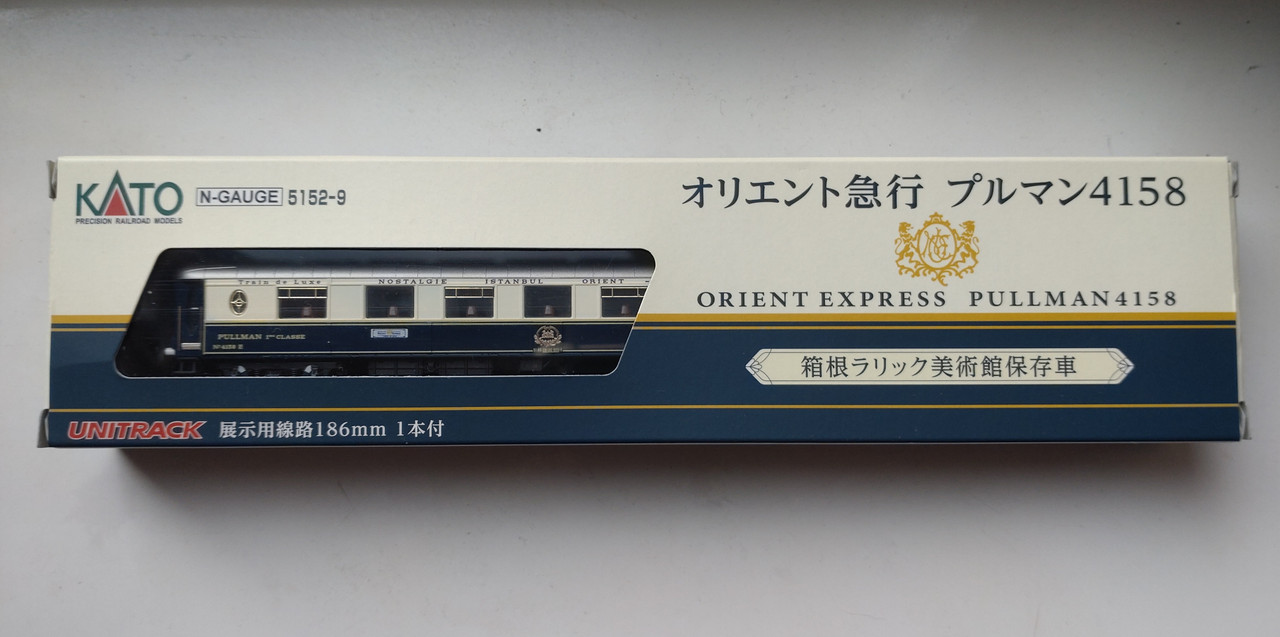 KATO
PRECISION RAILROAD MODELS
N-GAUGE 5152-9
オリエント急行 プルマン4158
ORIENT EXPRESS PULLMAN4158
Train de Luxe
NOSTALGIE ISTANBUL ORIENT
PULLMAN 1ERE CLASSE
No 4158 E
箱根ラリック美術館保存車
UNITRACK 展示用線路186mm 1本付